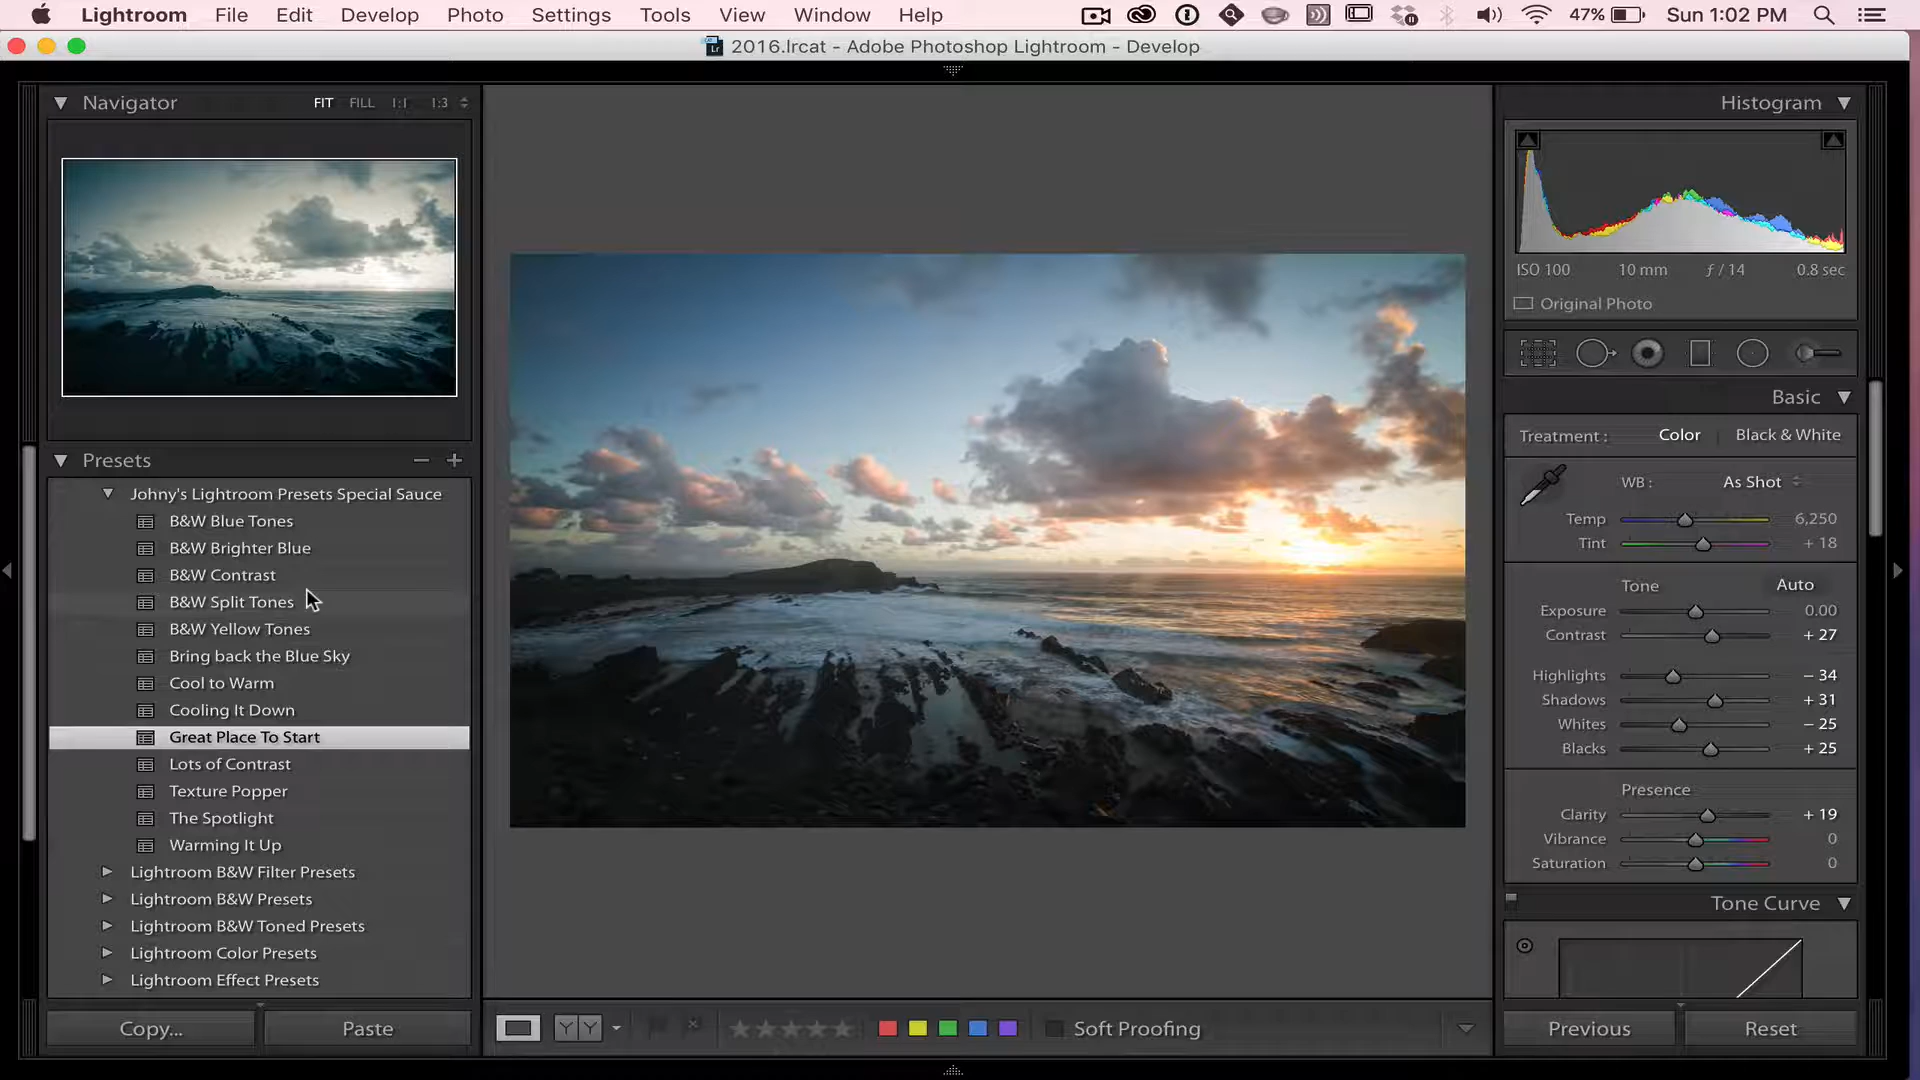 Lightroom File Edit Develop Photo Settings Tools View Window Help 47% Sun 1:02 PM
2016.lrcat - Adobe Photoshop Lightroom - Develop
Navigator FIT FILL 1:1 1:3
Histogram
ISO 100 10 mm ƒ / 14 0.8 sec
Original Photo
Basic
Treatment : Color Black & White
WB : As Shot
Temp 6,250
Tint + 18
Tone Auto
Exposure 0.00
Contrast + 27
Highlights − 34
Shadows + 31
Whites − 25
Blacks + 25
Presence
Clarity + 19
Vibrance 0
Saturation 0
Tone Curve
Presets
Johny's Lightroom Presets Special Sauce
B&W Blue Tones
B&W Brighter Blue
B&W Contrast
B&W Split Tones
B&W Yellow Tones
Bring back the Blue Sky
Cool to Warm
Cooling It Down
Great Place To Start
Lots of Contrast
Texture Popper
The Spotlight
Warming It Up
Lightroom B&W Filter Presets
Lightroom B&W Presets
Lightroom B&W Toned Presets
Lightroom Color Presets
Lightroom Effect Presets
Copy... Paste
Y Y
Soft Proofing
Previous Reset